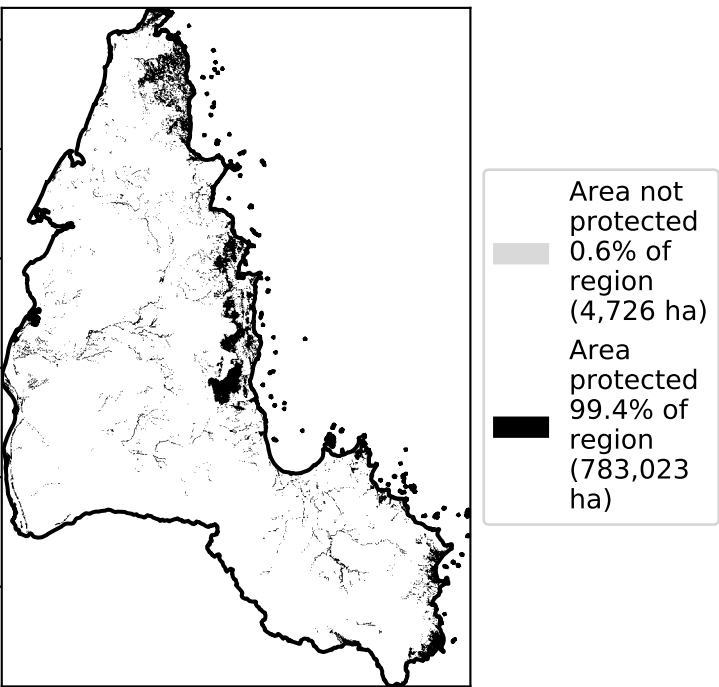 Area not
protected
0.6% of
region
(4,726 ha)
Area
protected
99.4% of
region
(783,023
ha)